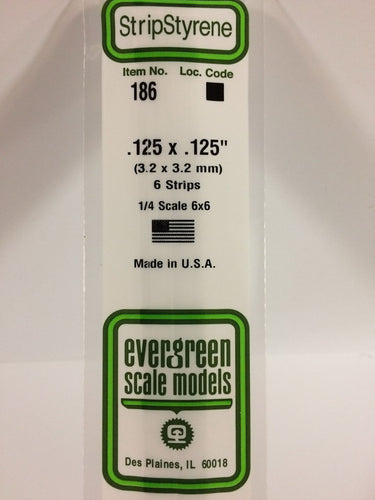 StripStyrene
Item No. Loc. Code
186
.125 x .125"
(3.2 x 3.2 mm)
6 Strips
1/4 Scale 6x6
Made in U.S.A.
evergreen
scale models
Des Plaines, IL 60018